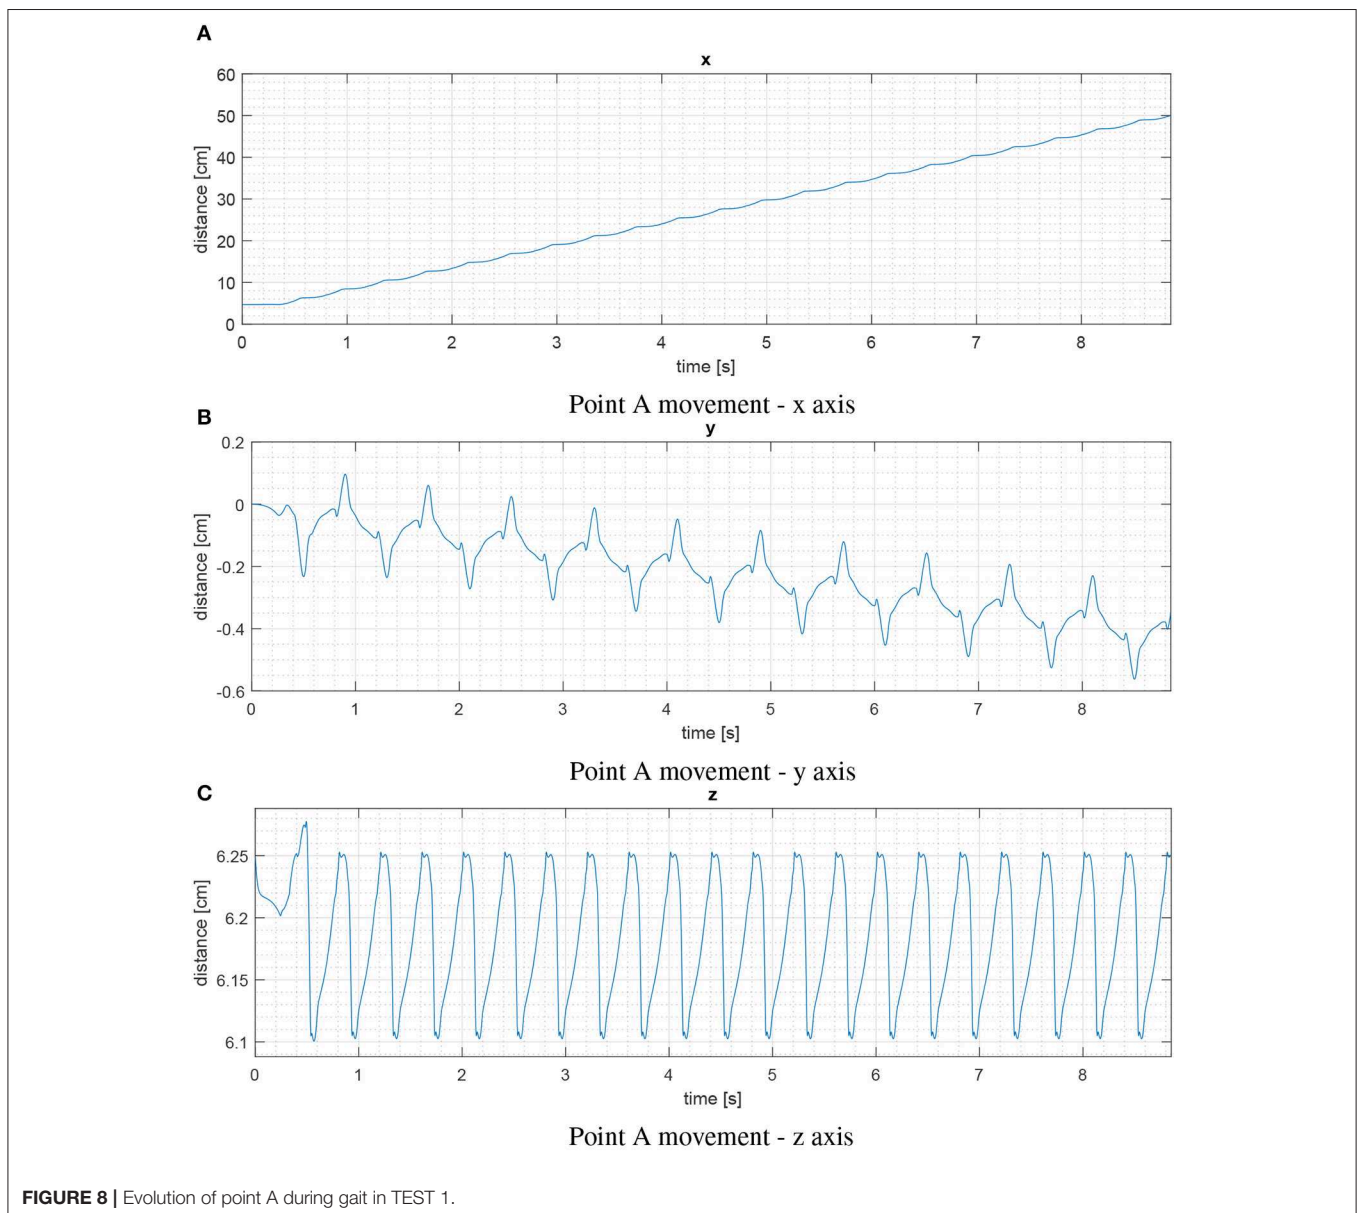 A
x
60
50
40
30
20
10
0
distance [cm]
0 1 2 3 4 5 6 7 8
time [s]
Point A movement - x axis
B
y
0.2
0
-0.2
-0.4
-0.6
distance [cm]
0 1 2 3 4 5 6 7 8
time [s]
Point A movement - y axis
C
z
6.25
6.2
6.15
6.1
distance [cm]
0 1 2 3 4 5 6 7 8
time [s]
Point A movement - z axis
FIGURE 8 | Evolution of point A during gait in TEST 1.